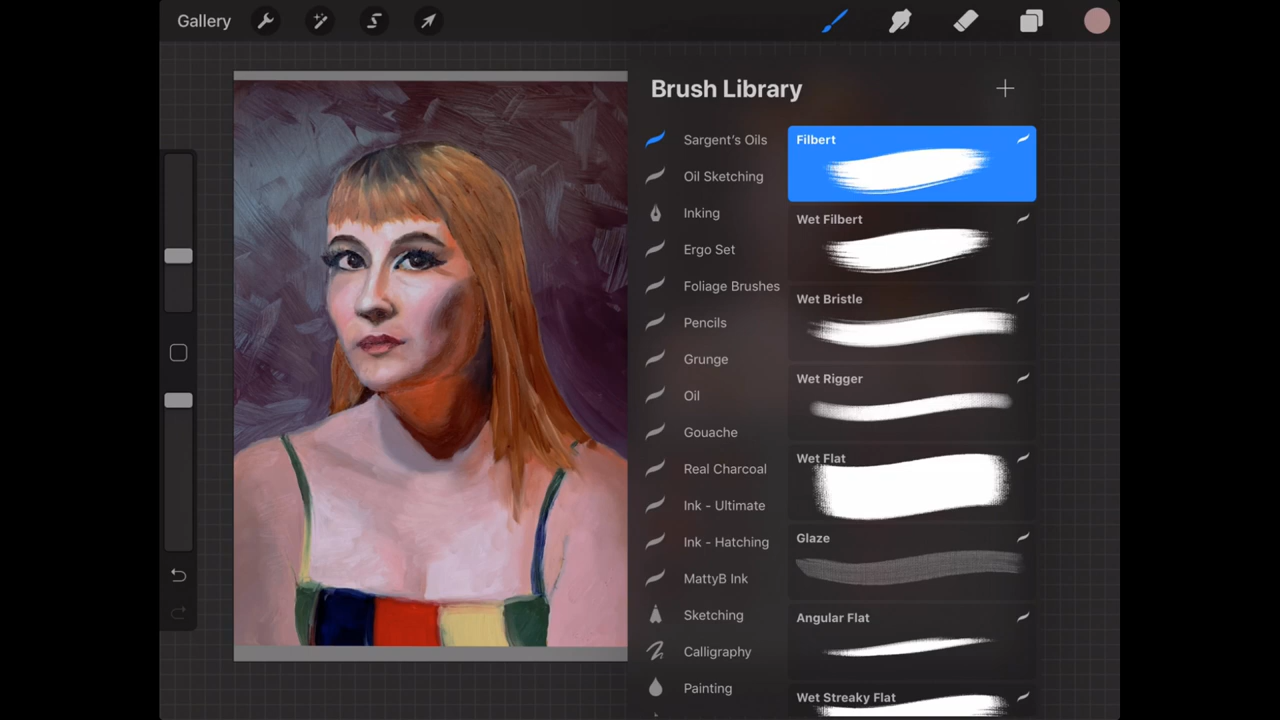 Gallery
Brush Library
Sargent's Oils
Oil Sketching
Inking
Ergo Set
Foliage Brushes
Pencils
Grunge
Oil
Gouache
Real Charcoal
Ink - Ultimate
Ink - Hatching
MattyB Ink
Sketching
Calligraphy
Painting
Filbert
Wet Filbert
Wet Bristle
Wet Rigger
Wet Flat
Glaze
Angular Flat
Wet Streaky Flat